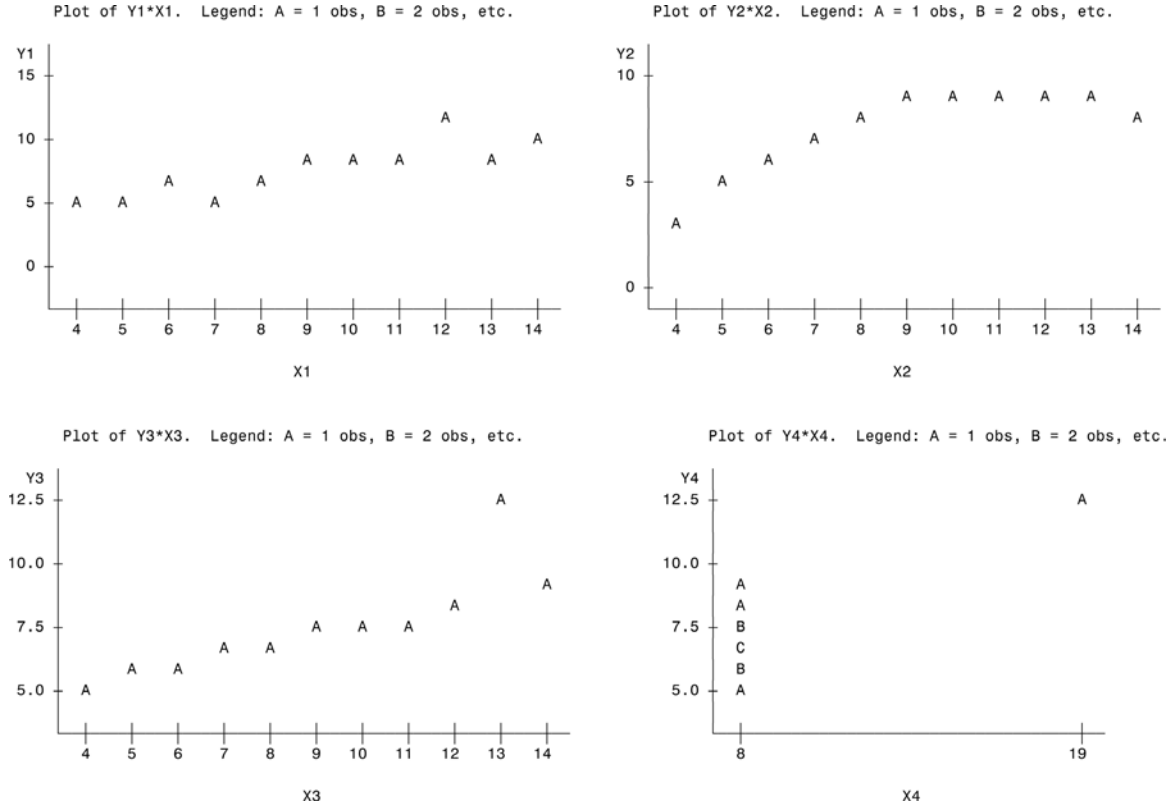 Plot of Y1*X1.  Legend: A = 1 obs, B = 2 obs, etc.
Y1
15
A
10 A
A A A A
A A
5 A A A
0
4 5 6 7 8 9 10 11 12 13 14
X1
Plot of Y2*X2.  Legend: A = 1 obs, B = 2 obs, etc.
Y2
10
A A A A A
A A
A
A
5 A
A
0
4 5 6 7 8 9 10 11 12 13 14
X2
Plot of Y3*X3.  Legend: A = 1 obs, B = 2 obs, etc.
Y3
12.5 A
10.0
A
A
7.5 A A A
A A
A A
5.0 A
4 5 6 7 8 9 10 11 12 13 14
X3
Plot of Y4*X4.  Legend: A = 1 obs, B = 2 obs, etc.
Y4
12.5 A
10.0
A
A
7.5 B
C
B
5.0 A
8 19
X4